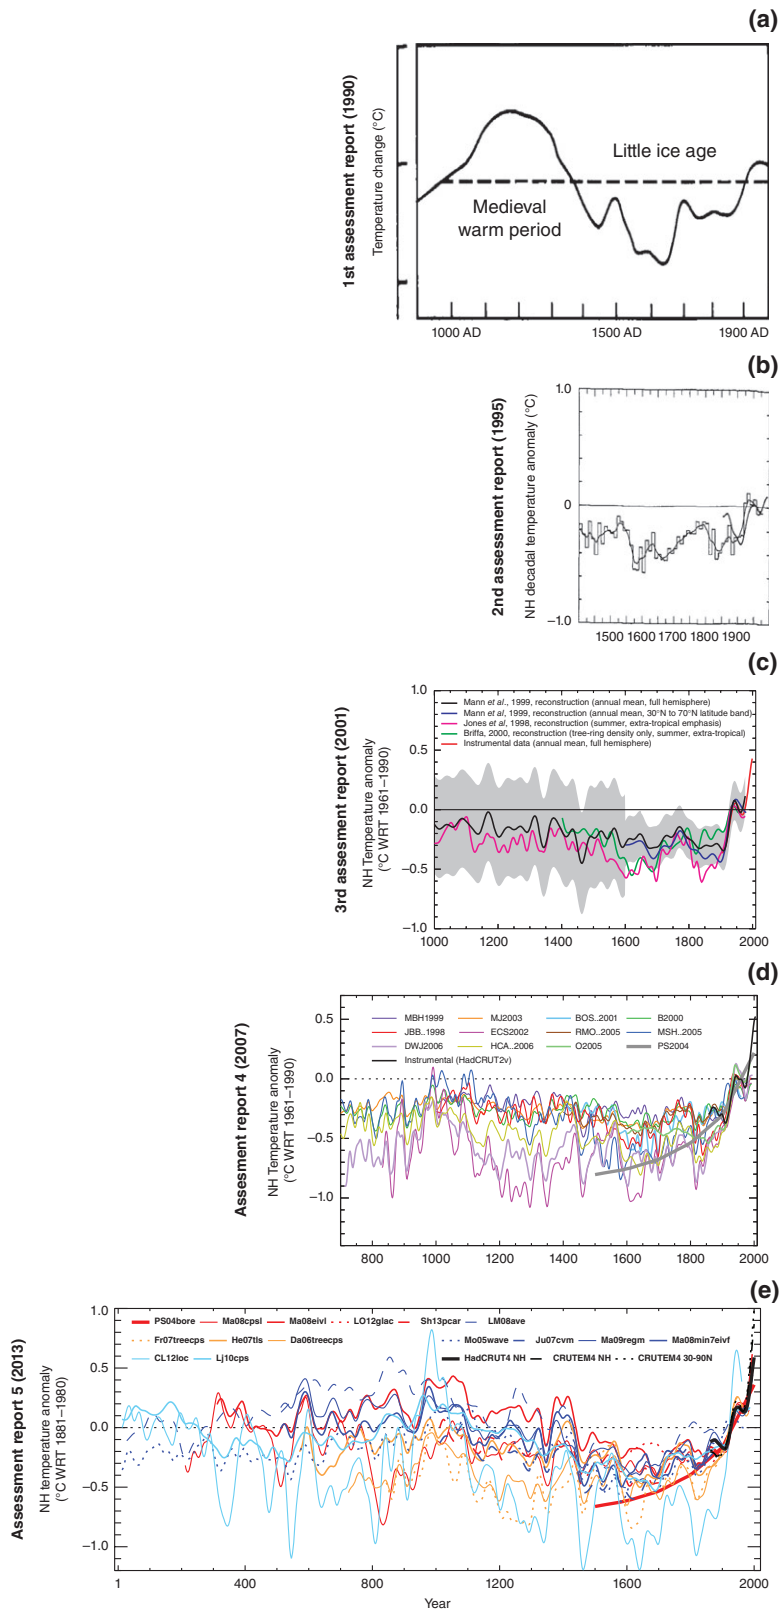 (a)
1st assessment report (1990)
Temperature change (°C)
Little ice age
Medieval
warm period
1000 AD 1500 AD 1900 AD
(b)
2nd assessment report (1995)
NH decadal temperature anomaly (°C)
1.0
0
−1.0
1500 1600 1700 1800 1900
(c)
3rd assesment report (2001)
NH Temperature anomaly
(°C WRT 1961–1990)
1.0
0.5
0.0
−0.5
−1.0
Mann et al., 1999, reconstruction (annual mean, full hemisphere)
Mann et al, 1999, reconstruction (annual mean, 30°N to 70°N latitude band)
Jones et al, 1998, reconstruction (summer, extra-tropical emphasis)
Briffa, 2000, reconstruction (tree-ring density only, summer, extra-tropical)
Instrumental data (annual mean, full hemisphere)
1000 1200 1400 1600 1800 2000
(d)
Assesment report 4 (2007)
NH Temperature anomaly
(°C WRT 1961–1990)
0.5
0.0
−0.5
−1.0
MBH1999 MJ2003 BOS..2001 B2000
JBB..1998 ECS2002 RMO..2005 MSH..2005
DWJ2006 HCA..2006 O2005 PS2004
Instrumental (HadCRUT2v)
800 1000 1200 1400 1600 1800 2000
(e)
Assesment report 5 (2013)
NH temperature anomaly
(°C WRT 1881–1980)
1.0
0.5
0.0
−0.5
−1.0
PS04bore Ma08cpsl Ma08eivl LO12glac Sh13pcar LM08ave
Fr07treecps He07tls Da06treecps Mo05wave Ju07cvm Ma09regm Ma08min7eivf
CL12loc Lj10cps HadCRUT4 NH CRUTEM4 NH CRUTEM4 30-90N
1 400 800 1200 1600 2000
Year